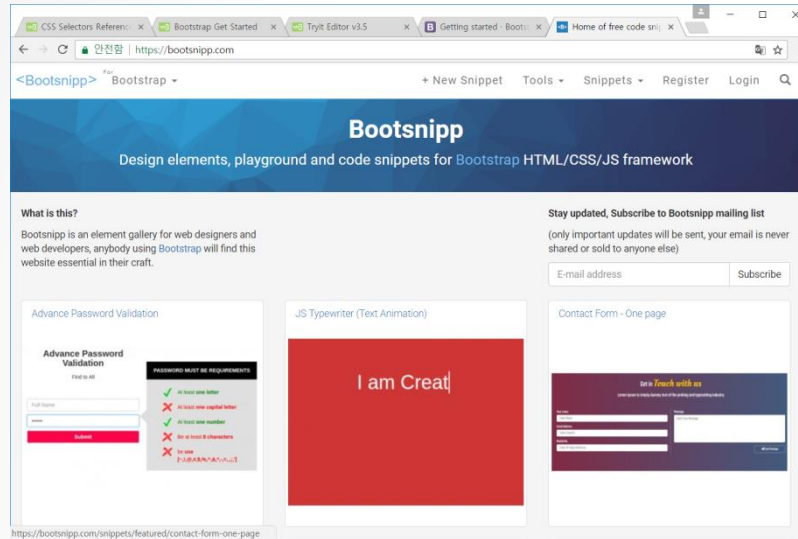 CSS Selectors Referenc
Bootstrap Get Started
Tryit Editor v3.5
Getting started · Boots
Home of free code snip
안전함 | https://bootsnipp.com
<Bootsnipp> For Bootstrap
+ New Snippet
Tools
Snippets
Register
Login
Bootsnipp
Design elements, playground and code snippets for Bootstrap HTML/CSS/JS framework
What is this?
Bootsnipp is an element gallery for web designers and
web developers, anybody using Bootstrap will find this
website essential in their craft.
Stay updated, Subscribe to Bootsnipp mailing list
(only important updates will be sent, your email is never
shared or sold to anyone else)
E-mail address
Subscribe
Advance Password Validation
Advance Password
Validation
Find to All
Full Name
Submit
PASSWORD MUST BE REQUIREMENTS
At least one letter
At least one capital letter
At least one number
Be at least 8 characters
be use
JS Typewriter (Text Animation)
I am Creat
Contact Form - One page
Get in Touch with us
https://bootsnipp.com/snippets/featured/contact-form-one-page